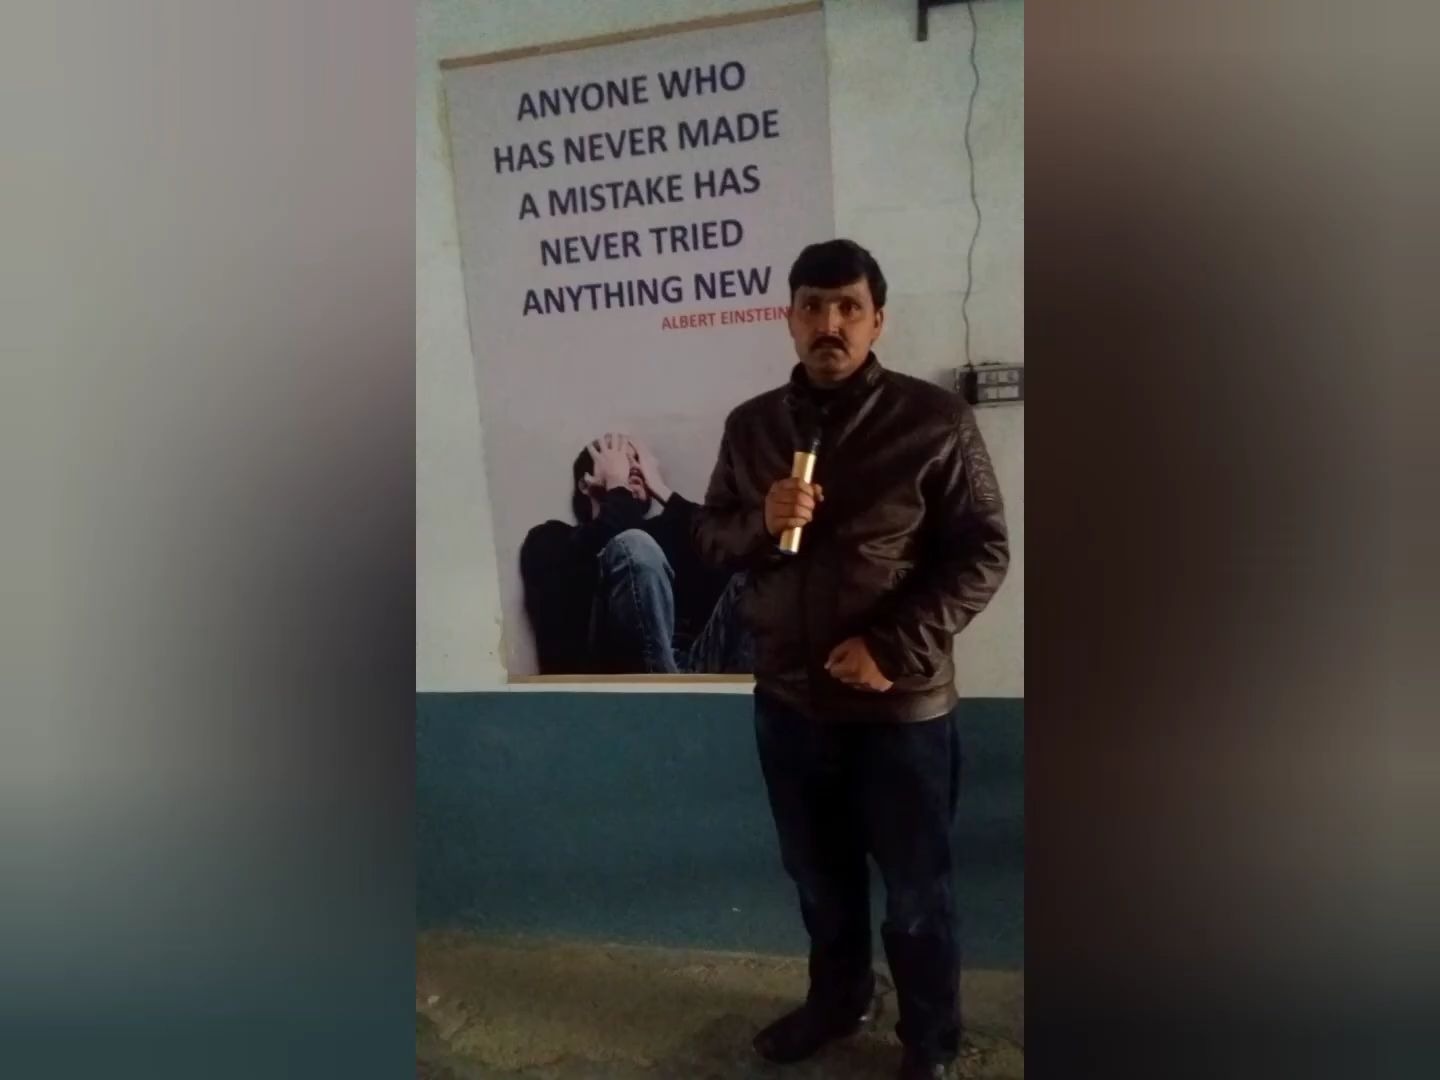 ANYONE WHO
HAS NEVER MADE
A MISTAKE HAS
NEVER TRIED
ANYTHING NEW
ALBERT EINSTEIN